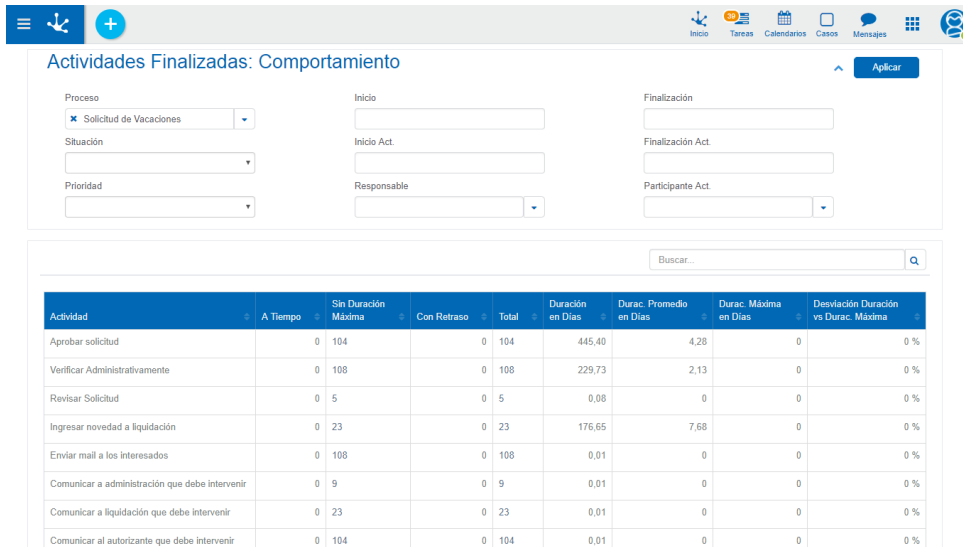 39
Inicio Tareas Calendarios Casos Mensajes
Actividades Finalizadas: Comportamiento
Aplicar
Proceso Inicio Finalización
Solicitud de Vacaciones
Situación Inicio Act. Finalización Act.
Prioridad Responsable Participante Act.
Buscar...
Actividad A Tiempo Sin Duración Máxima Con Retraso Total Duración en Días Durac. Promedio en Días Durac. Máxima en Días Desviación Duración vs Durac. Máxima
Aprobar solicitud 0 104 0 104 445,40 4,28 0 0 %
Verificar Administrativamente 0 108 0 108 229,73 2,13 0 0 %
Revisar Solicitud 0 5 0 5 0,08 0 0 0 %
Ingresar novedad a liquidación 0 23 0 23 176,65 7,68 0 0 %
Enviar mail a los interesados 0 108 0 108 0,01 0 0 0 %
Comunicar a administración que debe intervenir 0 9 0 9 0,01 0 0 0 %
Comunicar a liquidación que debe intervenir 0 23 0 23 0,01 0 0 0 %
Comunicar al autorizante que debe intervenir 0 104 0 104 0,01 0 0 0 %